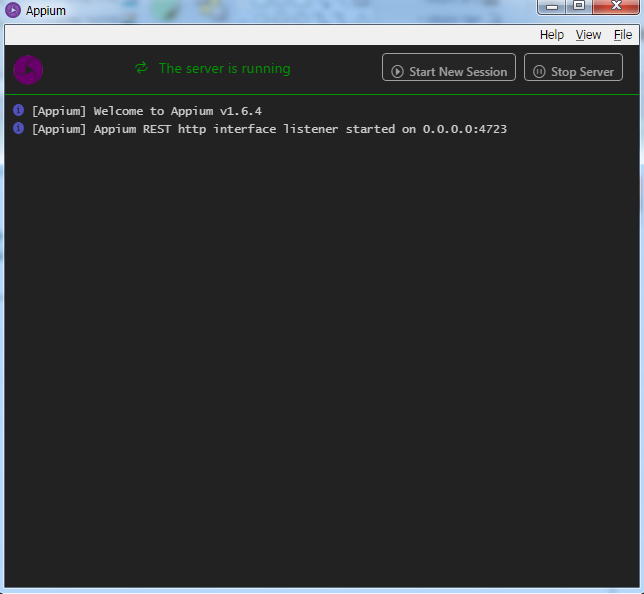 Appium
Help View File
The server is running
Start New Session
Stop Server
[Appium] Welcome to Appium v1.6.4
[Appium] Appium REST http interface listener started on 0.0.0.0:4723